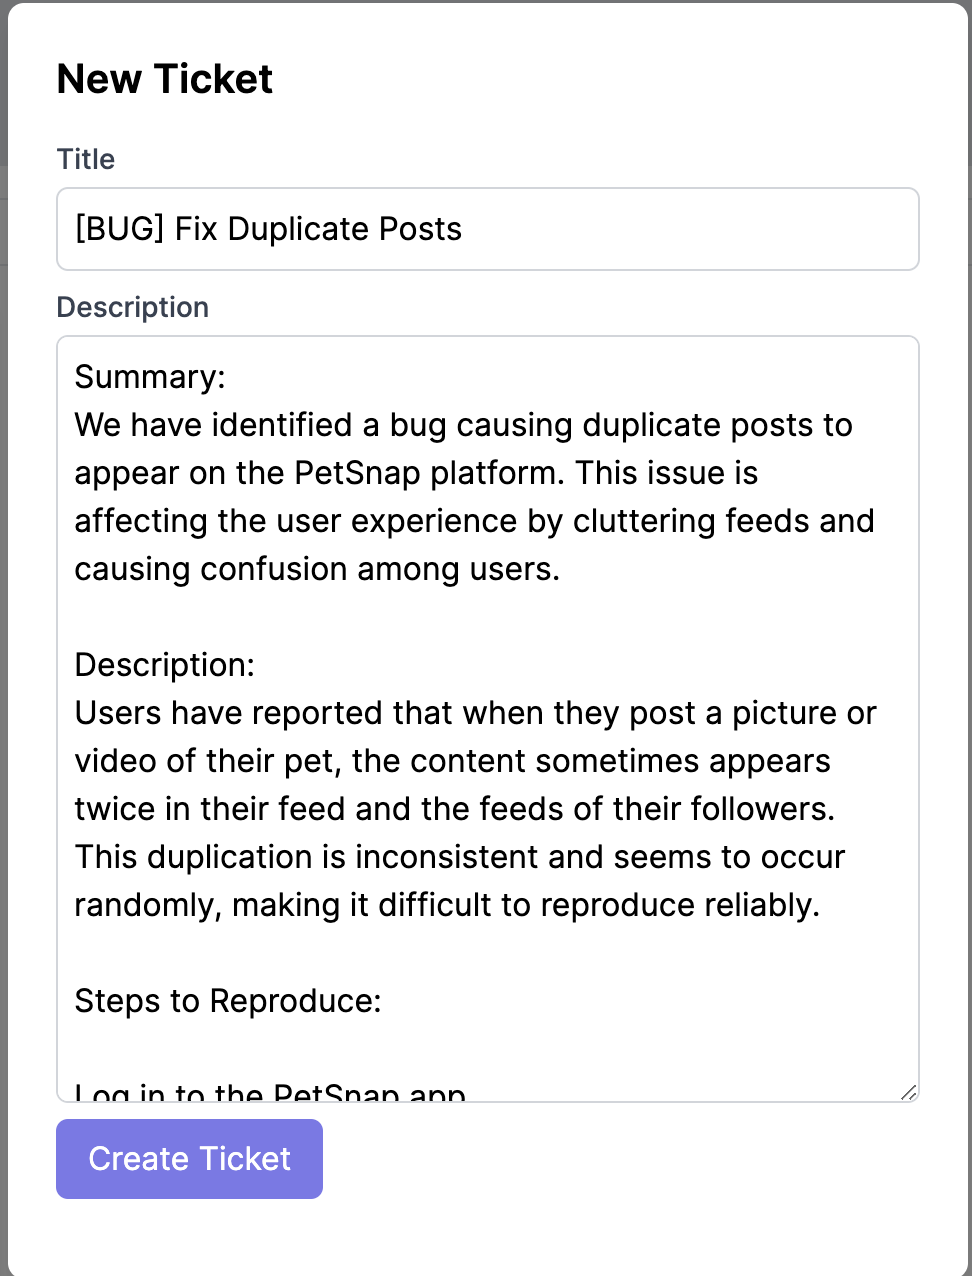 New Ticket
Title
[BUG] Fix Duplicate Posts
Description
Summary:
We have identified a bug causing duplicate posts to
appear on the PetSnap platform. This issue is
affecting the user experience by cluttering feeds and
causing confusion among users.
Description:
Users have reported that when they post a picture or
video of their pet, the content sometimes appears
twice in their feed and the feeds of their followers.
This duplication is inconsistent and seems to occur
randomly, making it difficult to reproduce reliably.
Steps to Reproduce:
Log in to the PetSnap app
Create Ticket